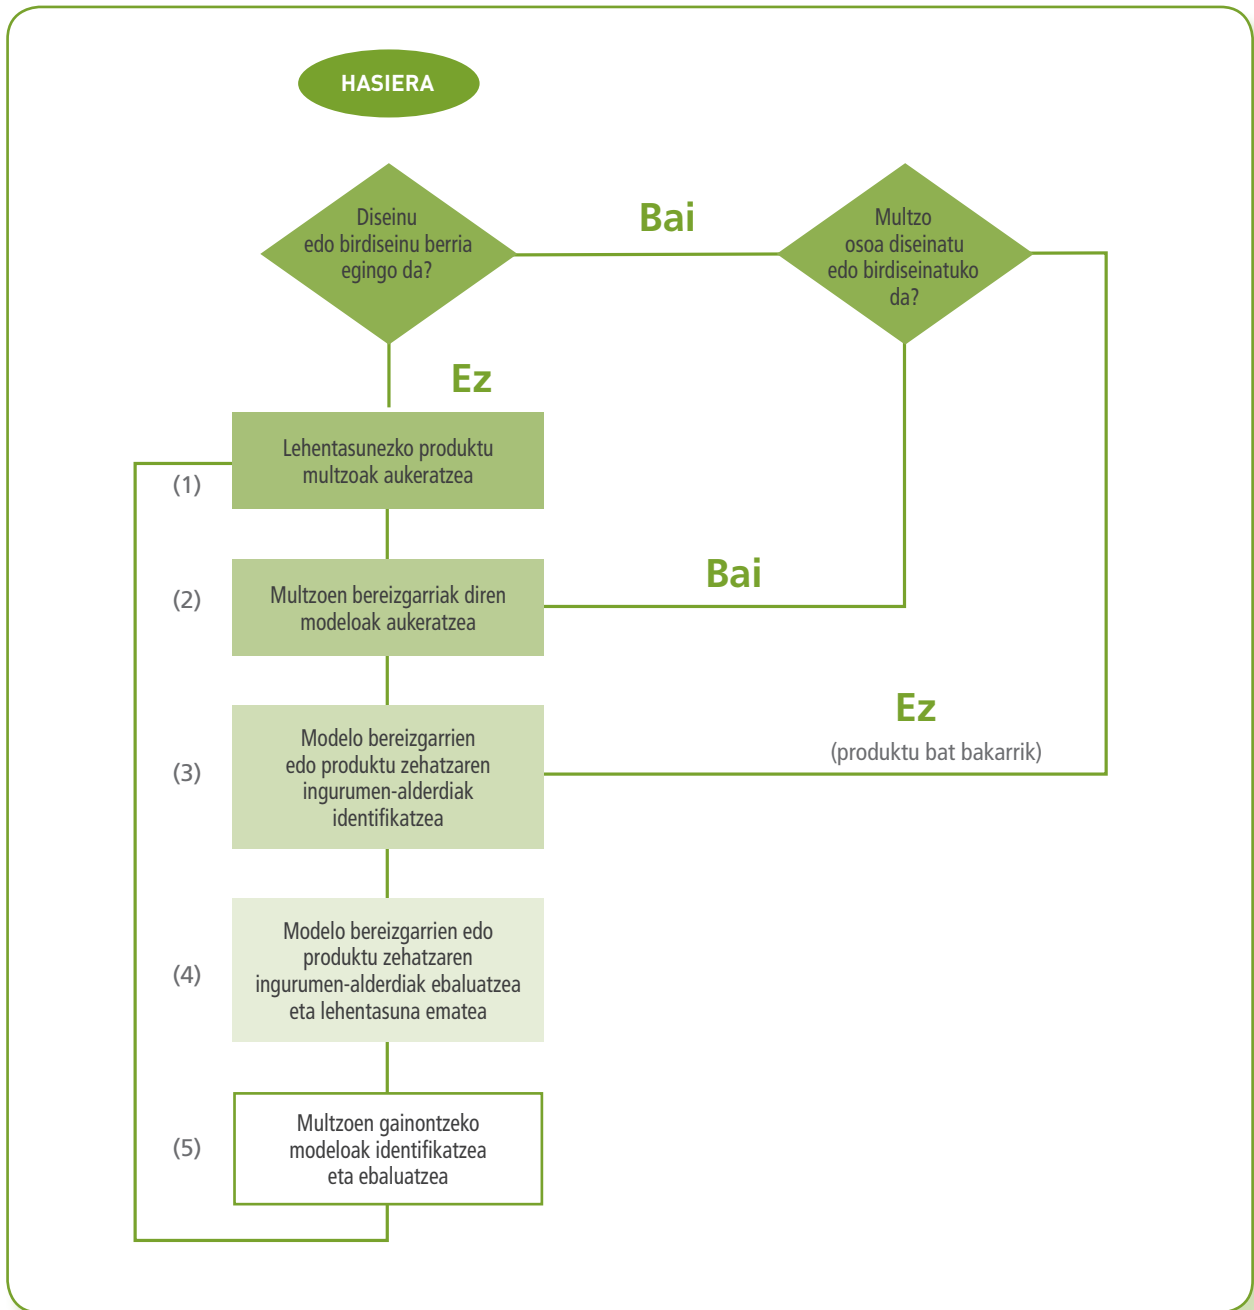 HASIERA
Diseinu
edo birdiseinu berria
egingo da?
Bai
Multzo
osoa diseinatu
edo birdiseinatuko
da?
Ez
(1)
Lehentasunezko produktu
multzoak aukeratzea
(2)
Multzoen bereizgarriak diren
modeloak aukeratzea
Bai
(3)
Modelo bereizgarrien
edo produktu zehatzaren
ingurumen-alderdiak
identifikatzea
Ez
(produktu bat bakarrik)
(4)
Modelo bereizgarrien edo
produktu zehatzaren
ingurumen-alderdiak ebaluatzea
eta lehentasuna ematea
(5)
Multzoen gainontzeko
modeloak identifikatzea
eta ebaluatzea